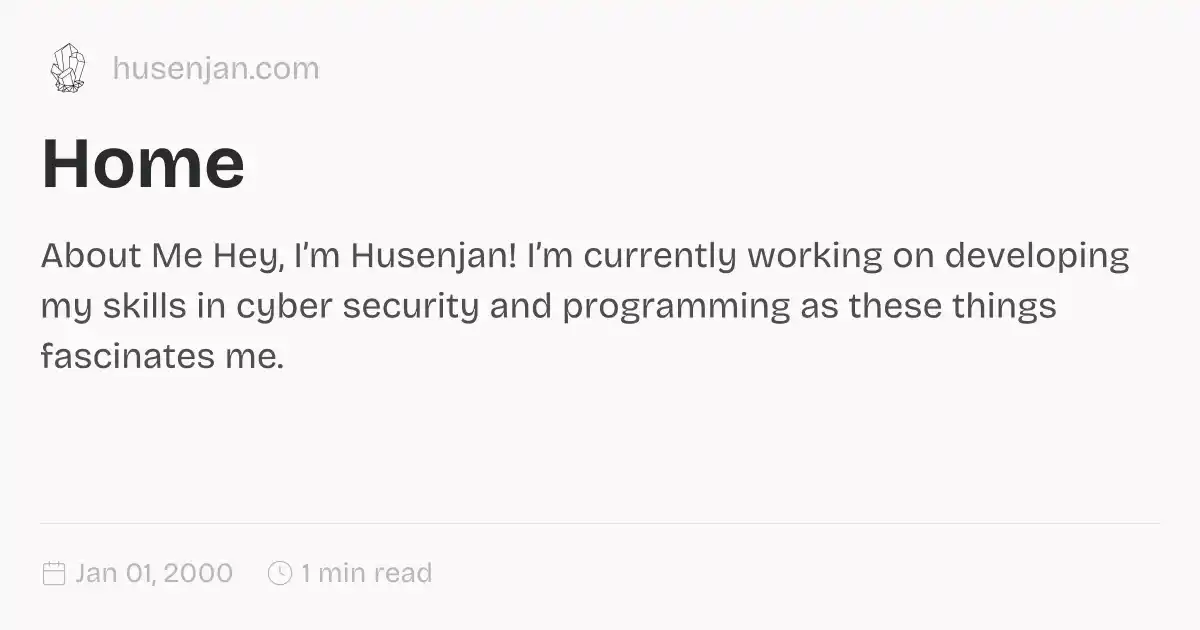 husenjan.com
Home
About Me Hey, I’m Husenjan! I’m currently working on developing
my skills in cyber security and programming as these things
fascinates me.
Jan 01, 2000 1 min read